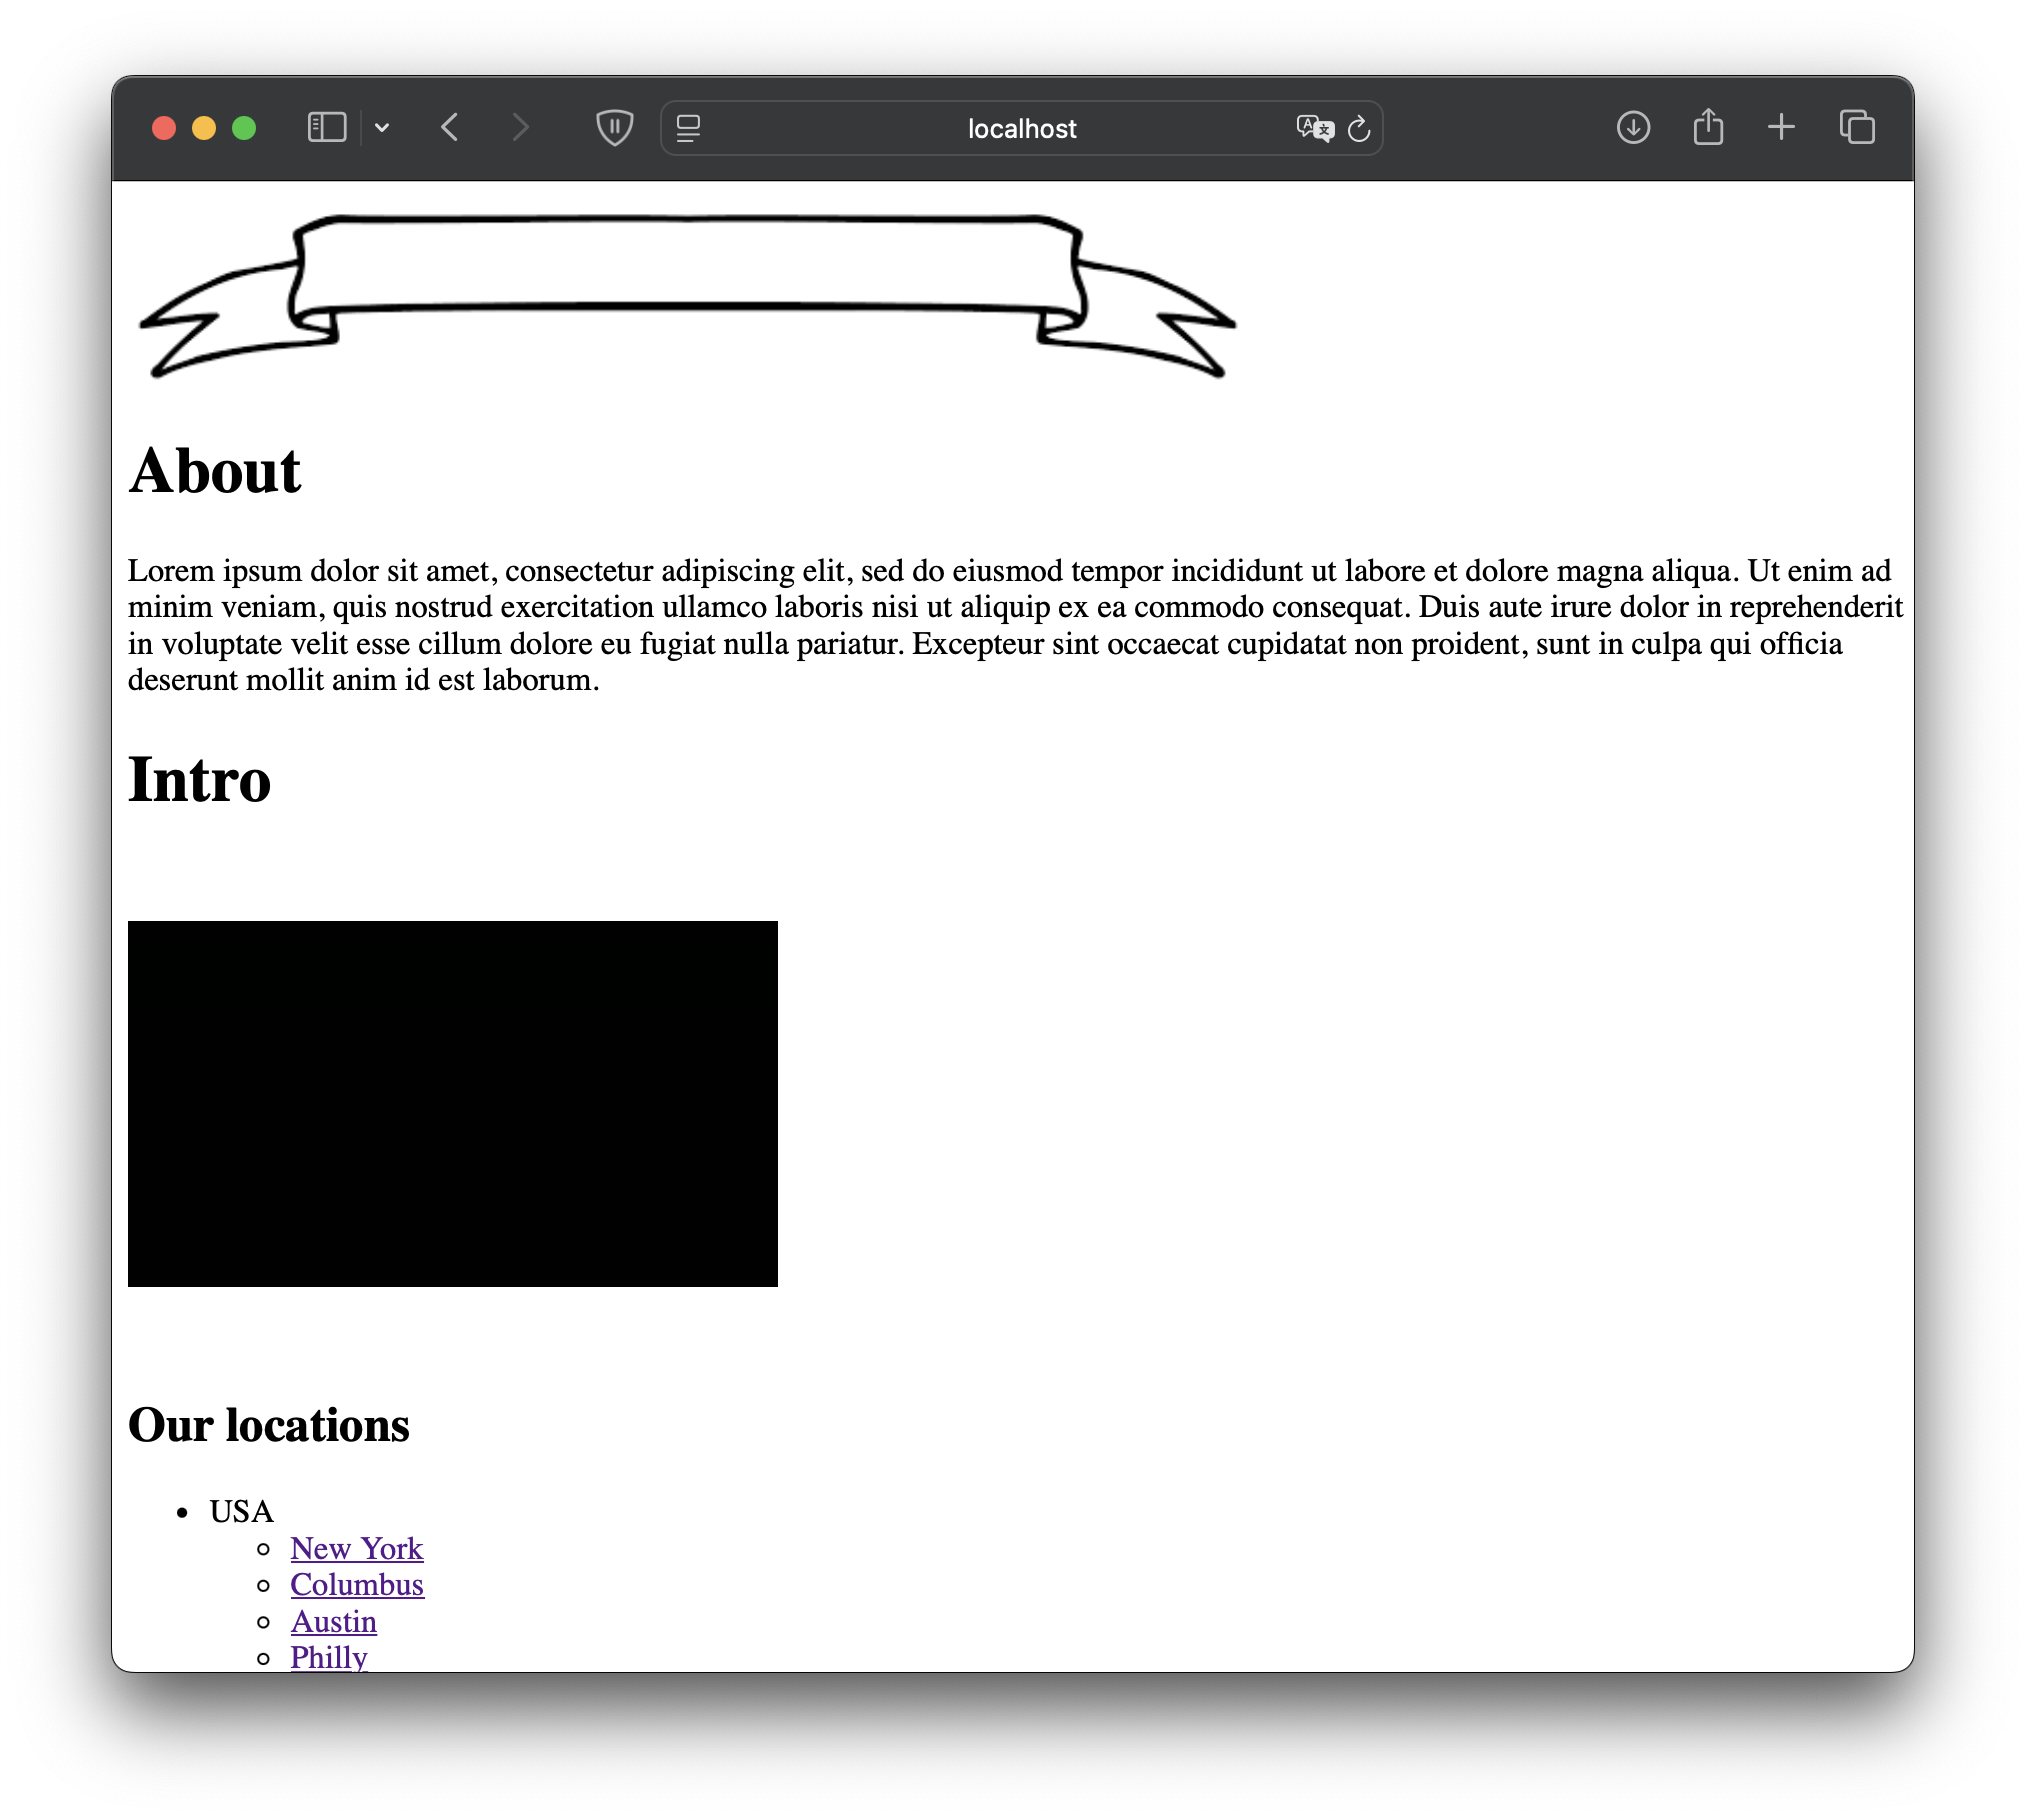 localhost
About
Lorem ipsum dolor sit amet, consectetur adipiscing elit, sed do eiusmod tempor incididunt ut labore et dolore magna aliqua. Ut enim ad
minim veniam, quis nostrud exercitation ullamco laboris nisi ut aliquip ex ea commodo consequat. Duis aute irure dolor in reprehenderit
in voluptate velit esse cillum dolore eu fugiat nulla pariatur. Excepteur sint occaecat cupidatat non proident, sunt in culpa qui officia
deserunt mollit anim id est laborum.
Intro
Our locations
USA
New York
Columbus
Austin
Philly